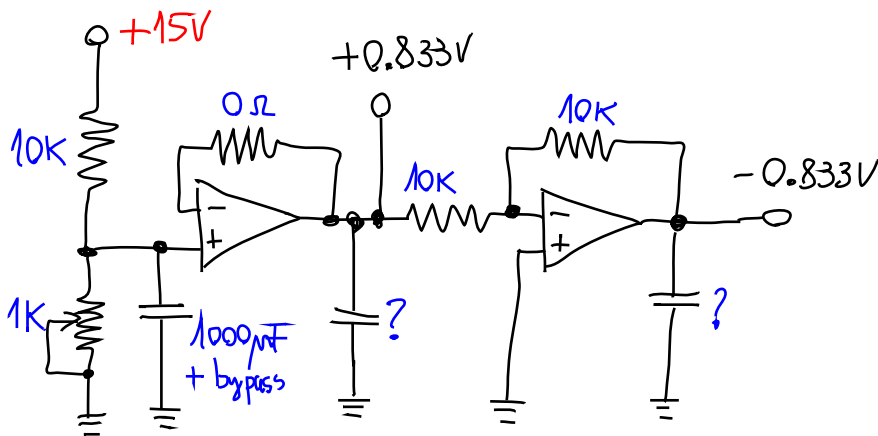 +15V
+0.833V
0Ω
10K
10K
10K
-0.833V
-
+
-
+
1K
1000µF
+ bypass
?
?